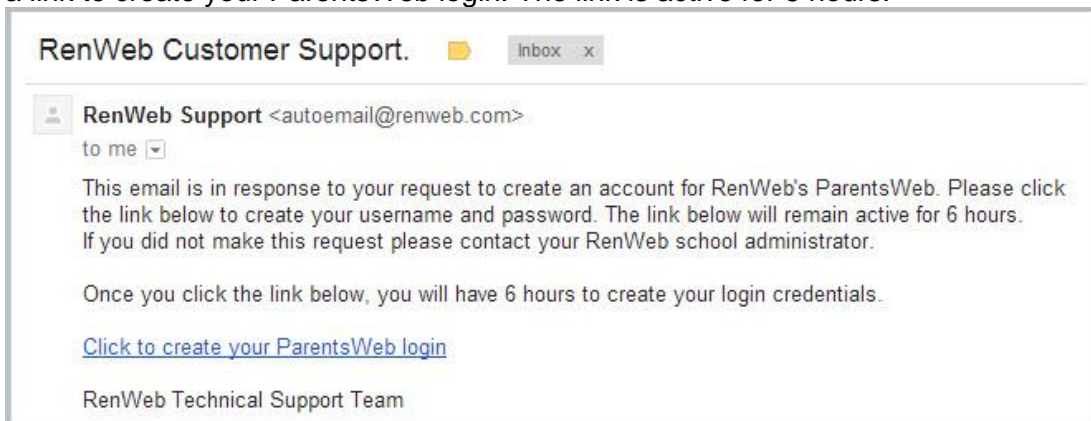 a link to create your ParentsWeb login. The link is active for 6 hours.
RenWeb Customer Support. Inbox x
RenWeb Support <autoemail@renweb.com>
to me
This email is in response to your request to create an account for RenWeb's ParentsWeb. Please click
the link below to create your username and password. The link below will remain active for 6 hours.
If you did not make this request please contact your RenWeb school administrator.
Once you click the link below, you will have 6 hours to create your login credentials.
Click to create your ParentsWeb login
RenWeb Technical Support Team